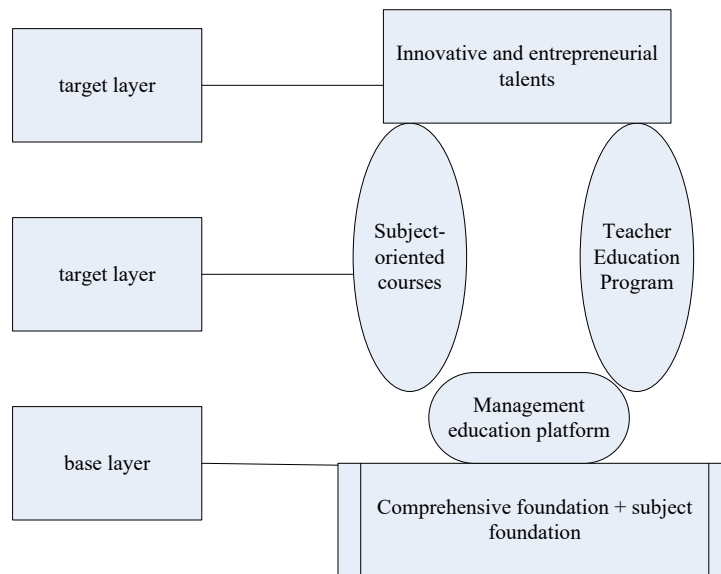 target layer
Innovative and entrepreneurial
talents
target layer
Subject-
oriented
courses
Teacher
Education
Program
Management
education platform
base layer
Comprehensive foundation + subject
foundation